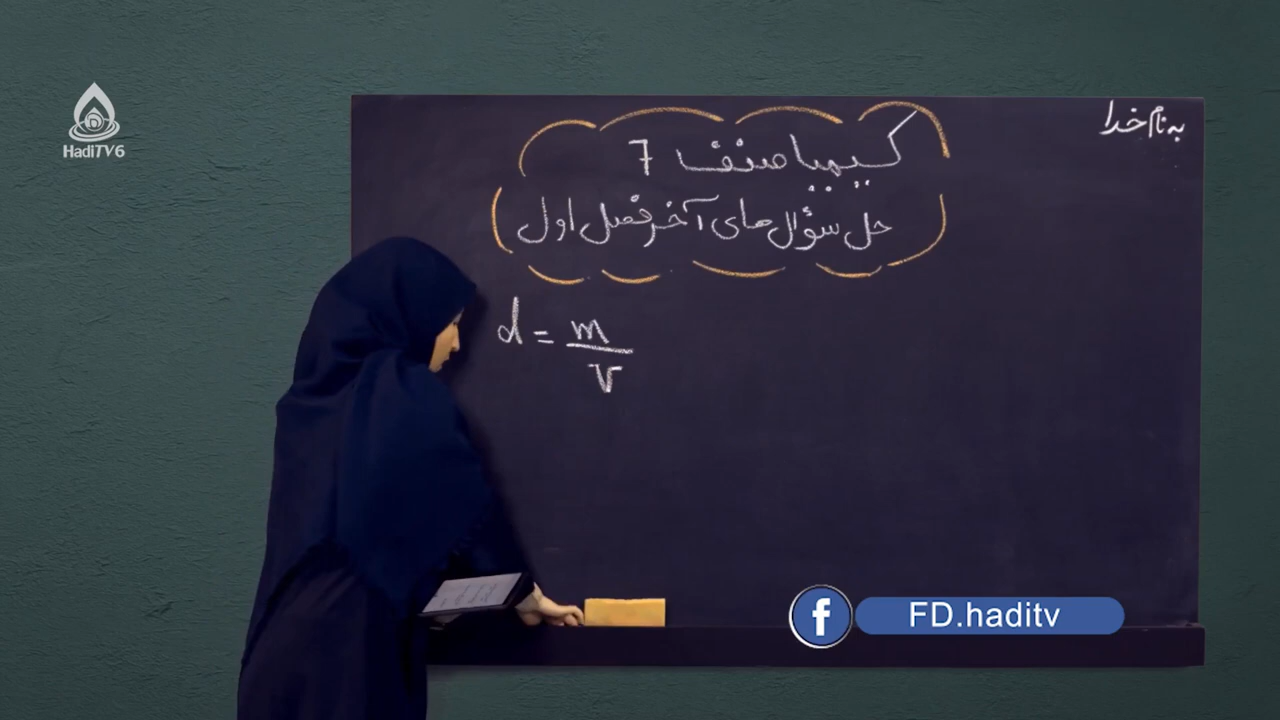 به نام خدا
کیمیا صنف 7
حل سؤال های آخر فصل اول
d = m
V
HadiTV6
FD.haditv